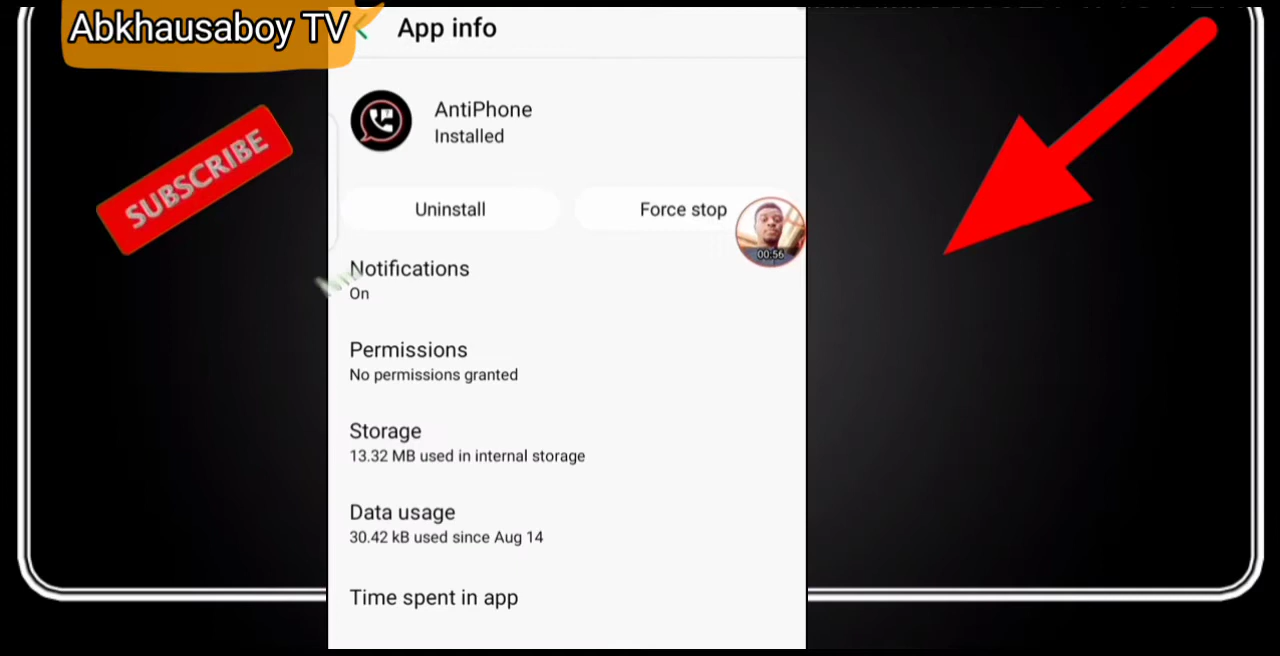 Abkhausaboy TV
App info
AntiPhone
Installed
SUBSCRIBE
Uninstall
Force stop
00:56
Notifications
On
Permissions
No permissions granted
Storage
13.32 MB used in internal storage
Data usage
30.42 kB used since Aug 14
Time spent in app